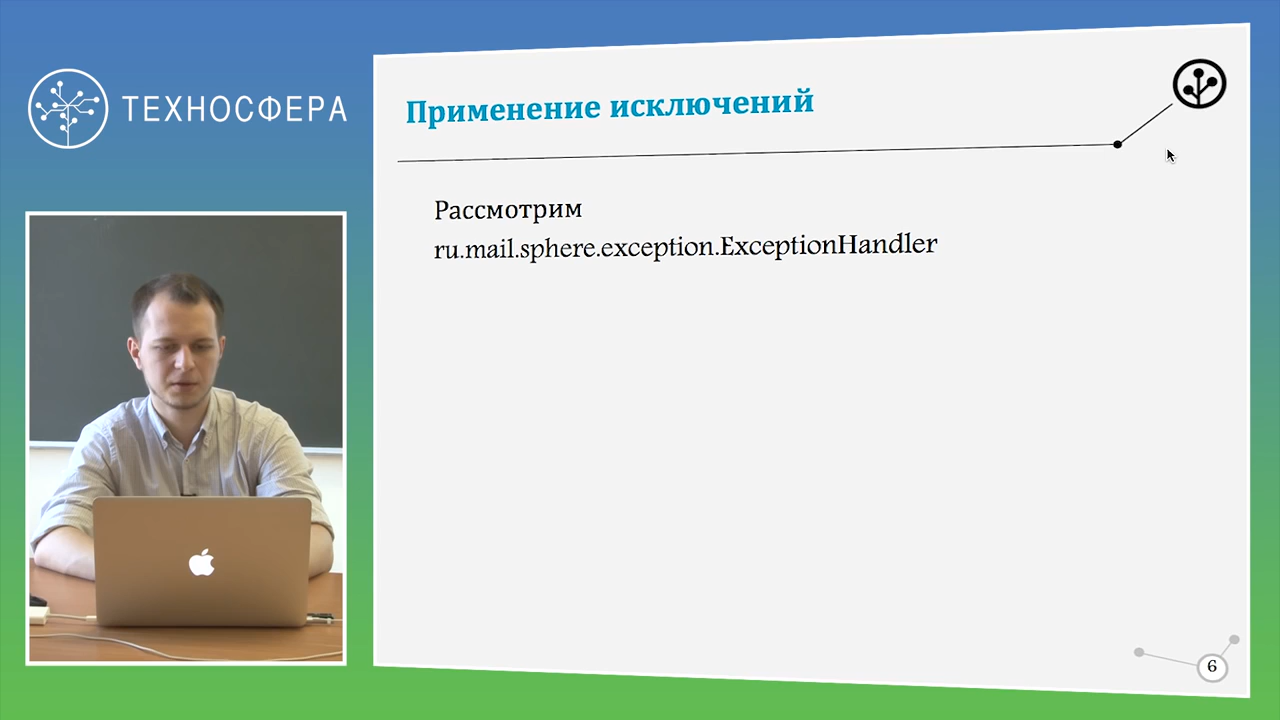 ТЕХНОСФЕРА
Применение исключений
Рассмотрим
ru.mail.sphere.exception.ExceptionHandler
6